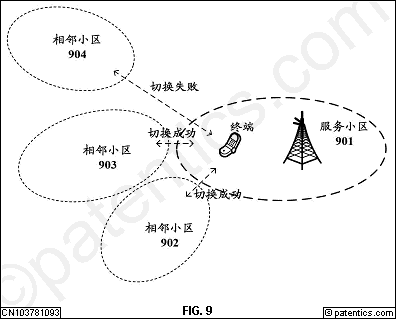 相邻小区
904
切换失败
切换成功
终端
服务小区
901
相邻小区
903
切换成功
相邻小区
902
CN103781093
FIG. 9
© patentics.com
© patentics.com